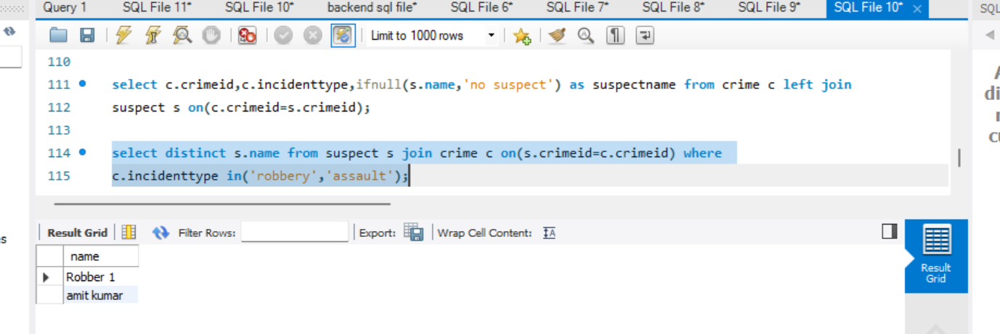 Query 1 SQL File 11* SQL File 10* backend sql file* SQL File 6* SQL File 7* SQL File 8* SQL File 9* SQL File 10*
Limit to 1000 rows
110
111 select c.crimeid,c.incidenttype,ifnull(s.name,'no suspect') as suspectname from crime c left join
112 suspect s on(c.crimeid=s.crimeid);
113
114 select distinct s.name from suspect s join crime c on(s.crimeid=c.crimeid) where
115 c.incidenttype in('robbery','assault');
Result Grid Filter Rows: Export: Wrap Cell Content:
name
Robber 1
amit kumar
Result
Grid